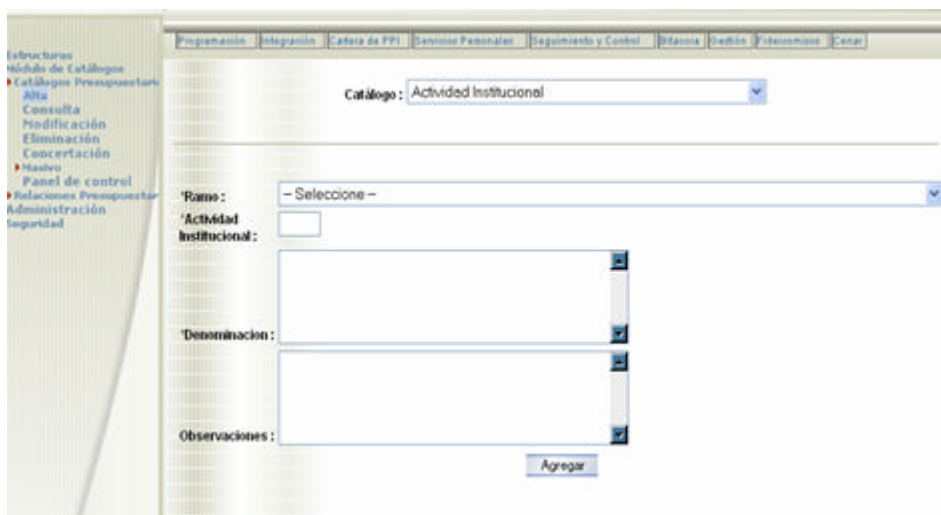 Programación Integración Cartera de PPI Servicios Personales Seguimiento y Control Bitácora Gestión Fideicomisos Cerrar
Estructuras
Módulo de Catálogos
Catálogos Presupuestario
Alta
Consulta
Modificación
Eliminación
Concertación
Masivo
Panel de control
Relaciones Presupuestar
Administración
Seguridad
Catálogo : Actividad Institucional
*Ramo : -- Seleccione --
*Actividad
Institucional :
*Denominacion :
Observaciones :
Agregar